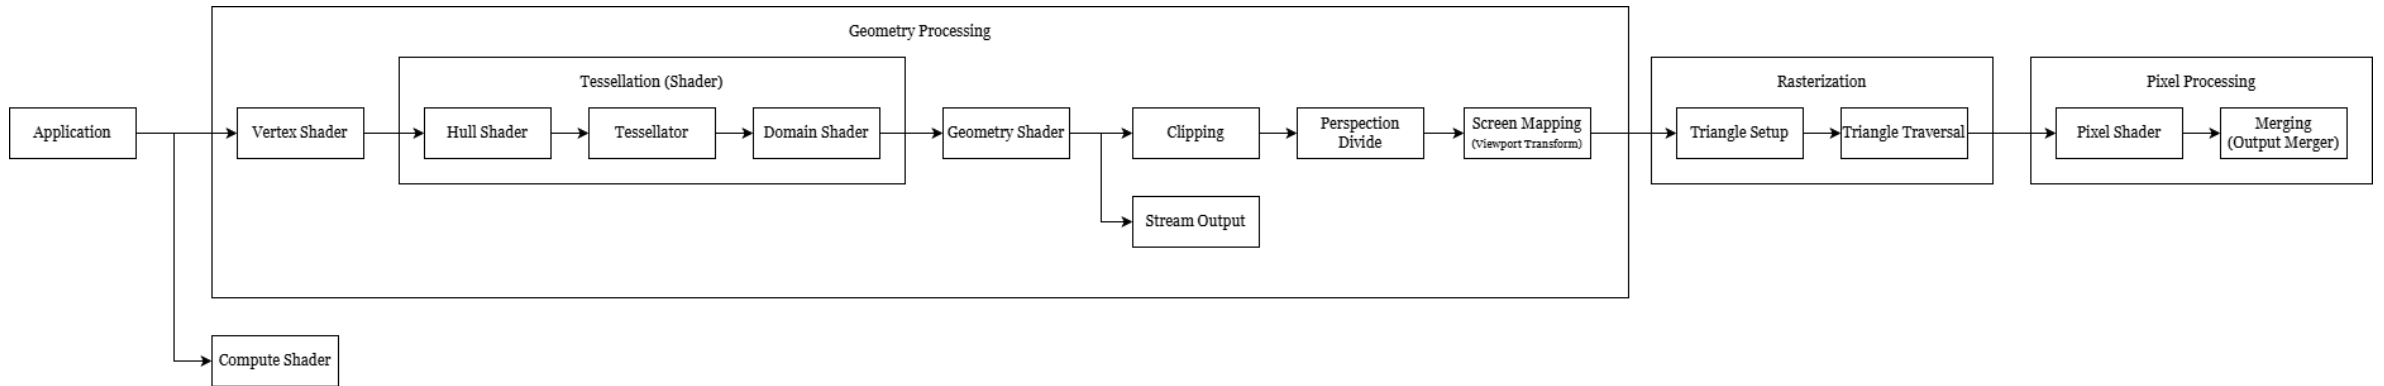 Geometry Processing
Tessellation (Shader)
Rasterization
Pixel Processing
Application
Vertex Shader
Hull Shader
Tessellator
Domain Shader
Geometry Shader
Clipping
Perspection
Divide
Screen Mapping
(Viewport Transform)
Triangle Setup
Triangle Traversal
Pixel Shader
Merging
(Output Merger)
Stream Output
Compute Shader